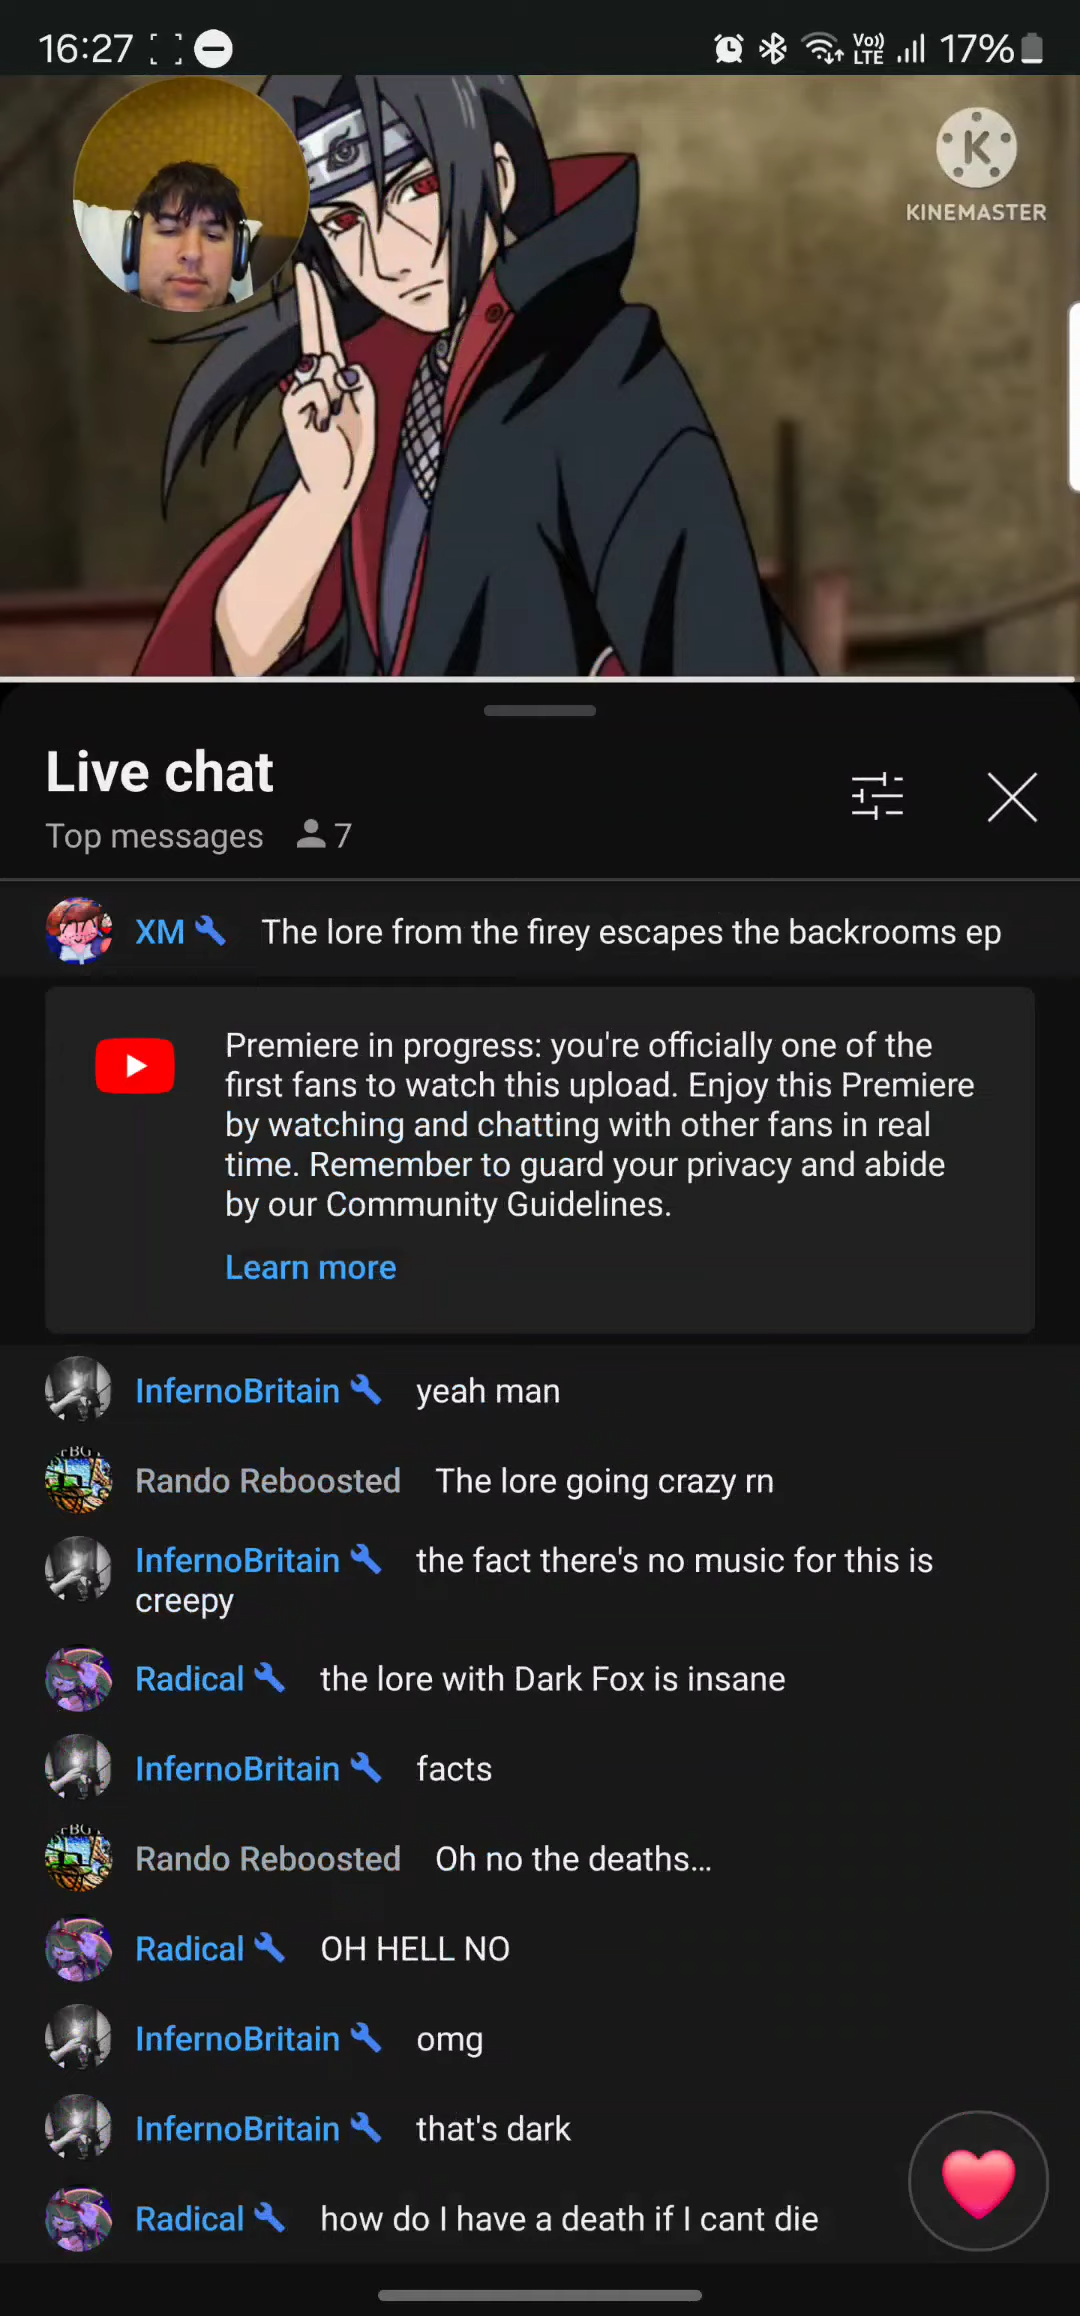 16:27
Vo))
LTE
17%
K
KINEMASTER
Live chat
Top messages 7
XM The lore from the firey escapes the backrooms ep
Premiere in progress: you're officially one of the
first fans to watch this upload. Enjoy this Premiere
by watching and chatting with other fans in real
time. Remember to guard your privacy and abide
by our Community Guidelines.
Learn more
InfernoBritain yeah man
Rando Reboosted The lore going crazy rn
InfernoBritain the fact there's no music for this is
creepy
Radical the lore with Dark Fox is insane
InfernoBritain facts
Rando Reboosted Oh no the deaths...
Radical OH HELL NO
InfernoBritain omg
InfernoBritain that's dark
Radical how do I have a death if I cant die